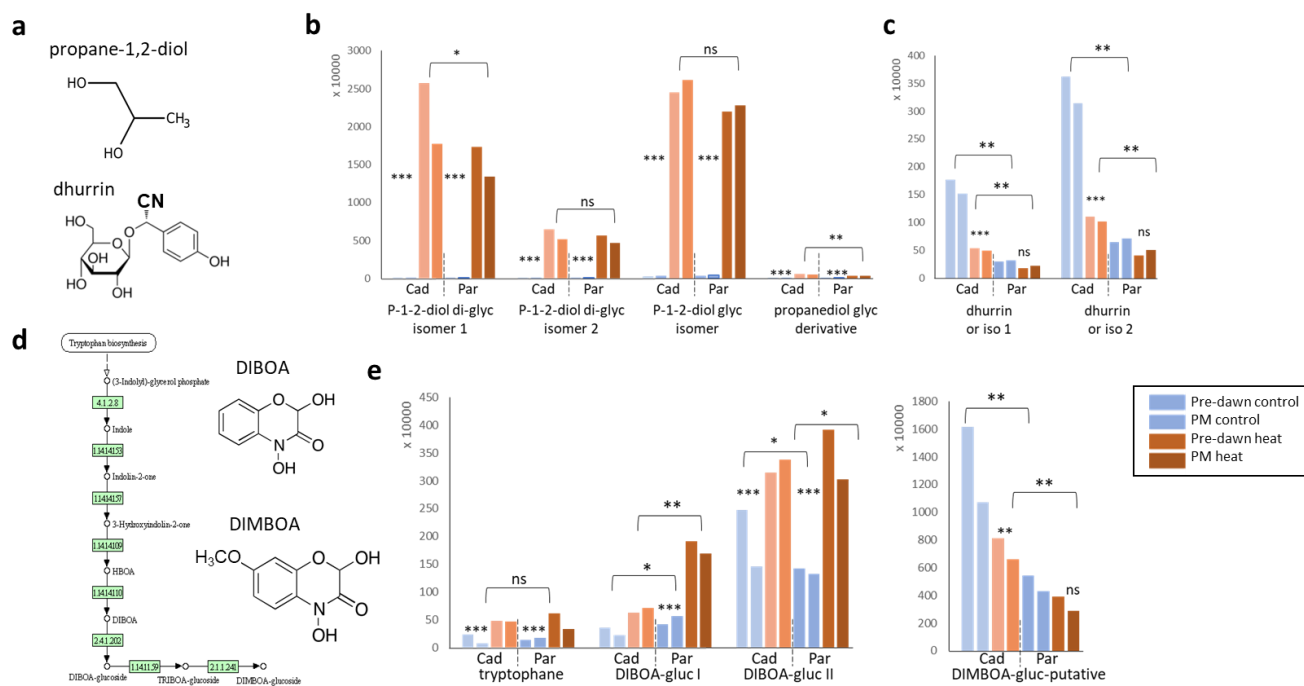 a
propane-1,2-diol
HO
CH3
HO
dhurrin
CN
HO
O
O
OH
HO
OH
OH
b
x 10000
3000
2500
2000
1500
1000
500
0
*
ns
ns
**
***
***
***
***
***
***
***
***
Cad
Par
Cad
Par
Cad
Par
Cad
Par
P-1-2-diol di-glyc
isomer 1
P-1-2-diol di-glyc
isomer 2
P-1-2-diol glyc
isomer
propanediol glyc
derivative
c
x 10000
400
350
300
250
200
150
100
50
0
**
**
**
**
***
ns
***
ns
Cad
Par
Cad
Par
dhurrin
or iso 1
dhurrin
or iso 2
d
Tryptophan biosynthesis
(3-Indolyl)-glycerol phosphate
4.1.2.8
Indole
1.14.14.153
Indolin-2-one
1.14.14.157
3-Hydroxyindolin-2-one
1.14.14.109
HBOA
1.14.14.110
DIBOA
2.4.1.202
DIBOA-glucoside
1.14.11.59
TRIBOA-glucoside
2.1.1.241
DIMBOA-glucoside
DIBOA
O
OH
N
O
OH
DIMBOA
H3C
O
O
OH
N
O
OH
e
x 10000
450
400
350
300
250
200
150
100
50
0
ns
***
***
*
**
***
*
*
***
***
Cad
Par
Cad
Par
Cad
Par
tryptophane
DIBOA-gluc I
DIBOA-gluc II
x 10000
1800
1600
1400
1200
1000
800
600
400
200
0
**
**
**
ns
Cad
Par
DIMBOA-gluc-putative
Pre-dawn control
PM control
Pre-dawn heat
PM heat